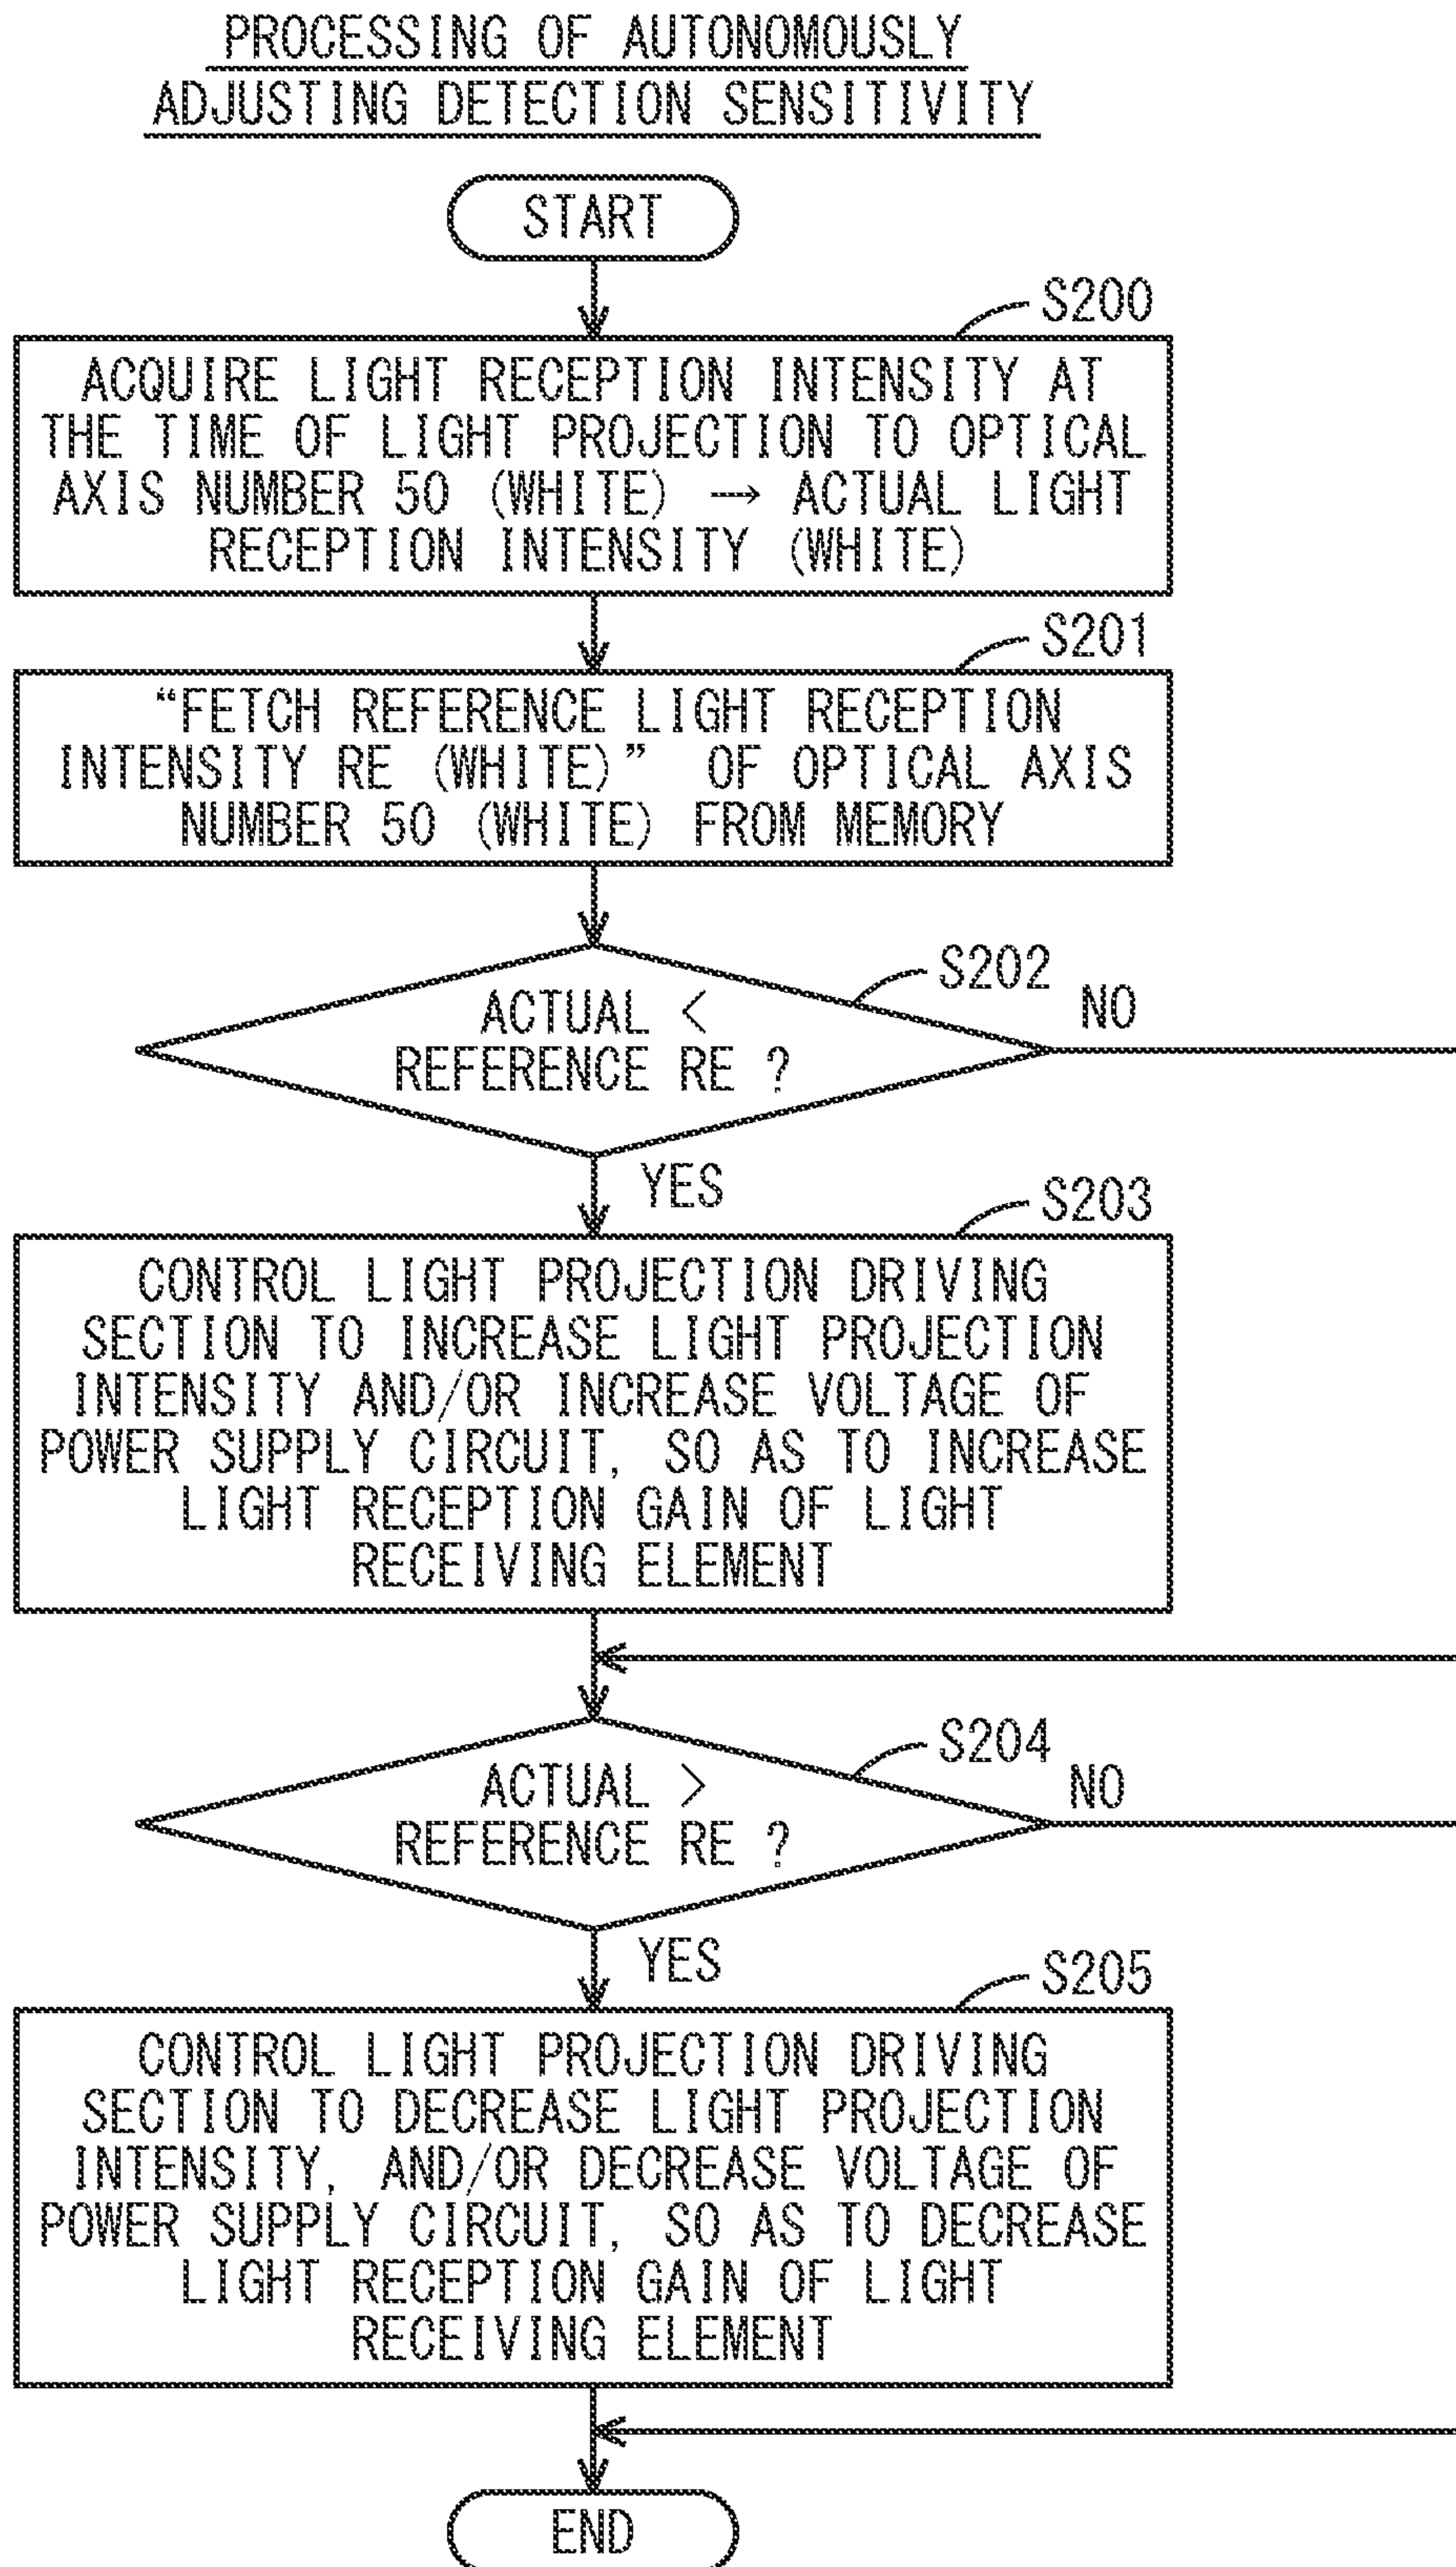 PROCESSING OF AUTONOMOUSLY
ADJUSTING DETECTION SENSITIVITY
START
S200
ACQUIRE LIGHT RECEPTION INTENSITY AT
THE TIME OF LIGHT PROJECTION TO OPTICAL
AXIS NUMBER 50 (WHITE) → ACTUAL LIGHT
RECEPTION INTENSITY (WHITE)
S201
“FETCH REFERENCE LIGHT RECEPTION
INTENSITY RE (WHITE)” OF OPTICAL AXIS
NUMBER 50 (WHITE) FROM MEMORY
S202
ACTUAL <
REFERENCE RE ?
NO
YES
S203
CONTROL LIGHT PROJECTION DRIVING
SECTION TO INCREASE LIGHT PROJECTION
INTENSITY AND/OR INCREASE VOLTAGE OF
POWER SUPPLY CIRCUIT, SO AS TO INCREASE
LIGHT RECEPTION GAIN OF LIGHT
RECEIVING ELEMENT
S204
ACTUAL >
REFERENCE RE ?
NO
YES
S205
CONTROL LIGHT PROJECTION DRIVING
SECTION TO DECREASE LIGHT PROJECTION
INTENSITY, AND/OR DECREASE VOLTAGE OF
POWER SUPPLY CIRCUIT, SO AS TO DECREASE
LIGHT RECEPTION GAIN OF LIGHT
RECEIVING ELEMENT
END